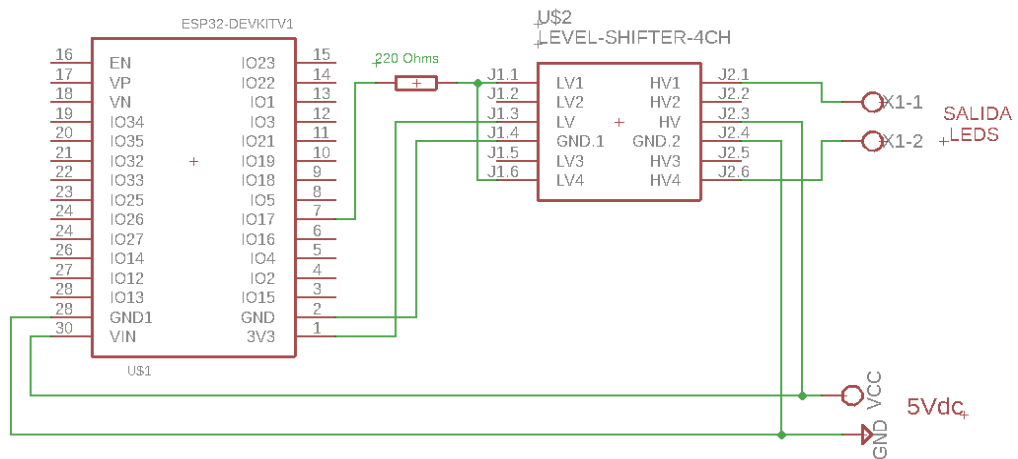 ESP32-DEVKITV1
16 EN IO23 15
17 VP IO22 14
18 VN IO1 13
19 IO34 IO3 12
20 IO35 IO21 11
21 IO32 IO19 10
22 IO33 IO18 9
23 IO25 IO5 8
24 IO26 IO17 7
24 IO27 IO16 6
26 IO14 IO4 5
27 IO12 IO2 4
28 IO13 IO15 3
28 GND1 GND 2
30 VIN 3V3 1
U$1
220 Ohms
U$2
LEVEL-SHIFTER-4CH
J1.1 LV1 HV1 J2.1
J1.2 LV2 HV2 J2.2
J1.3 LV HV J2.3
J1.4 GND.1 GND.2 J2.4
J1.5 LV3 HV3 J2.5
J1.6 LV4 HV4 J2.6
X1-1
X1-2
SALIDA
LEDS
VCC
5Vdc
GND